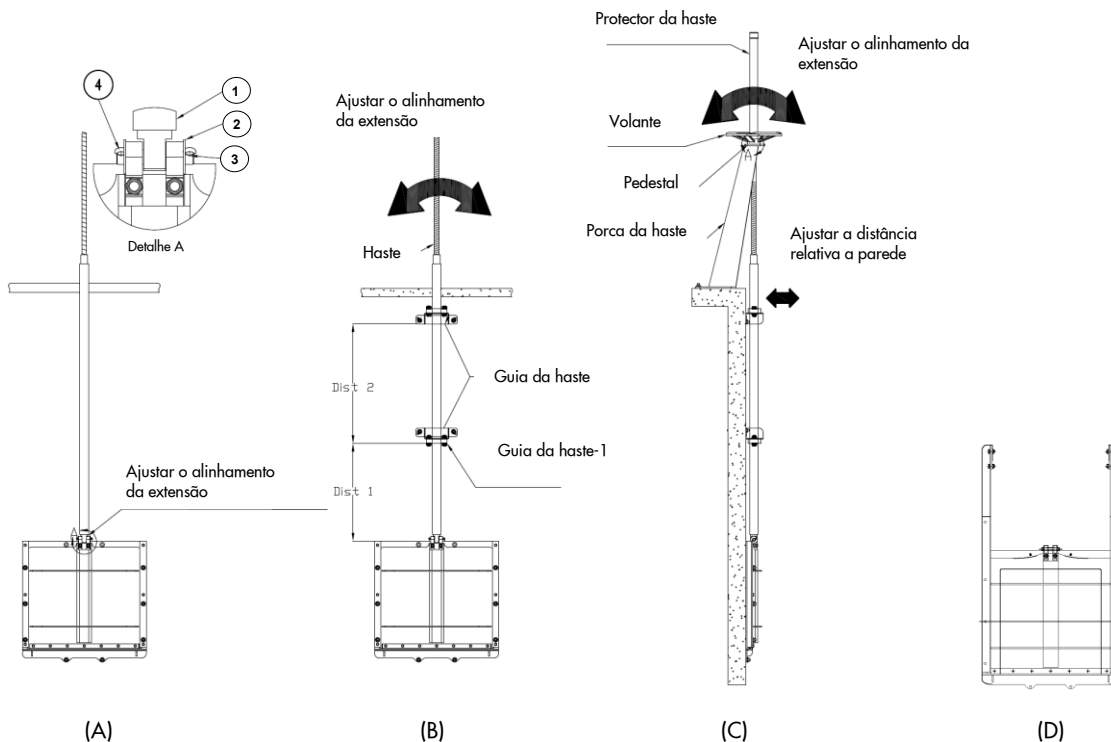 Protector da haste
Ajustar o alinhamento da
extensão
4
1
2
3
Ajustar o alinhamento
da extensão
Volante
A
Pedestal
Detalhe A
Haste
Porca da haste
Ajustar a distância
relativa a parede
Dist 2
Guia da haste
Guia da haste-1
Ajustar o alinhamento
da extensão
Dist 1
A
(A)
(B)
(C)
(D)